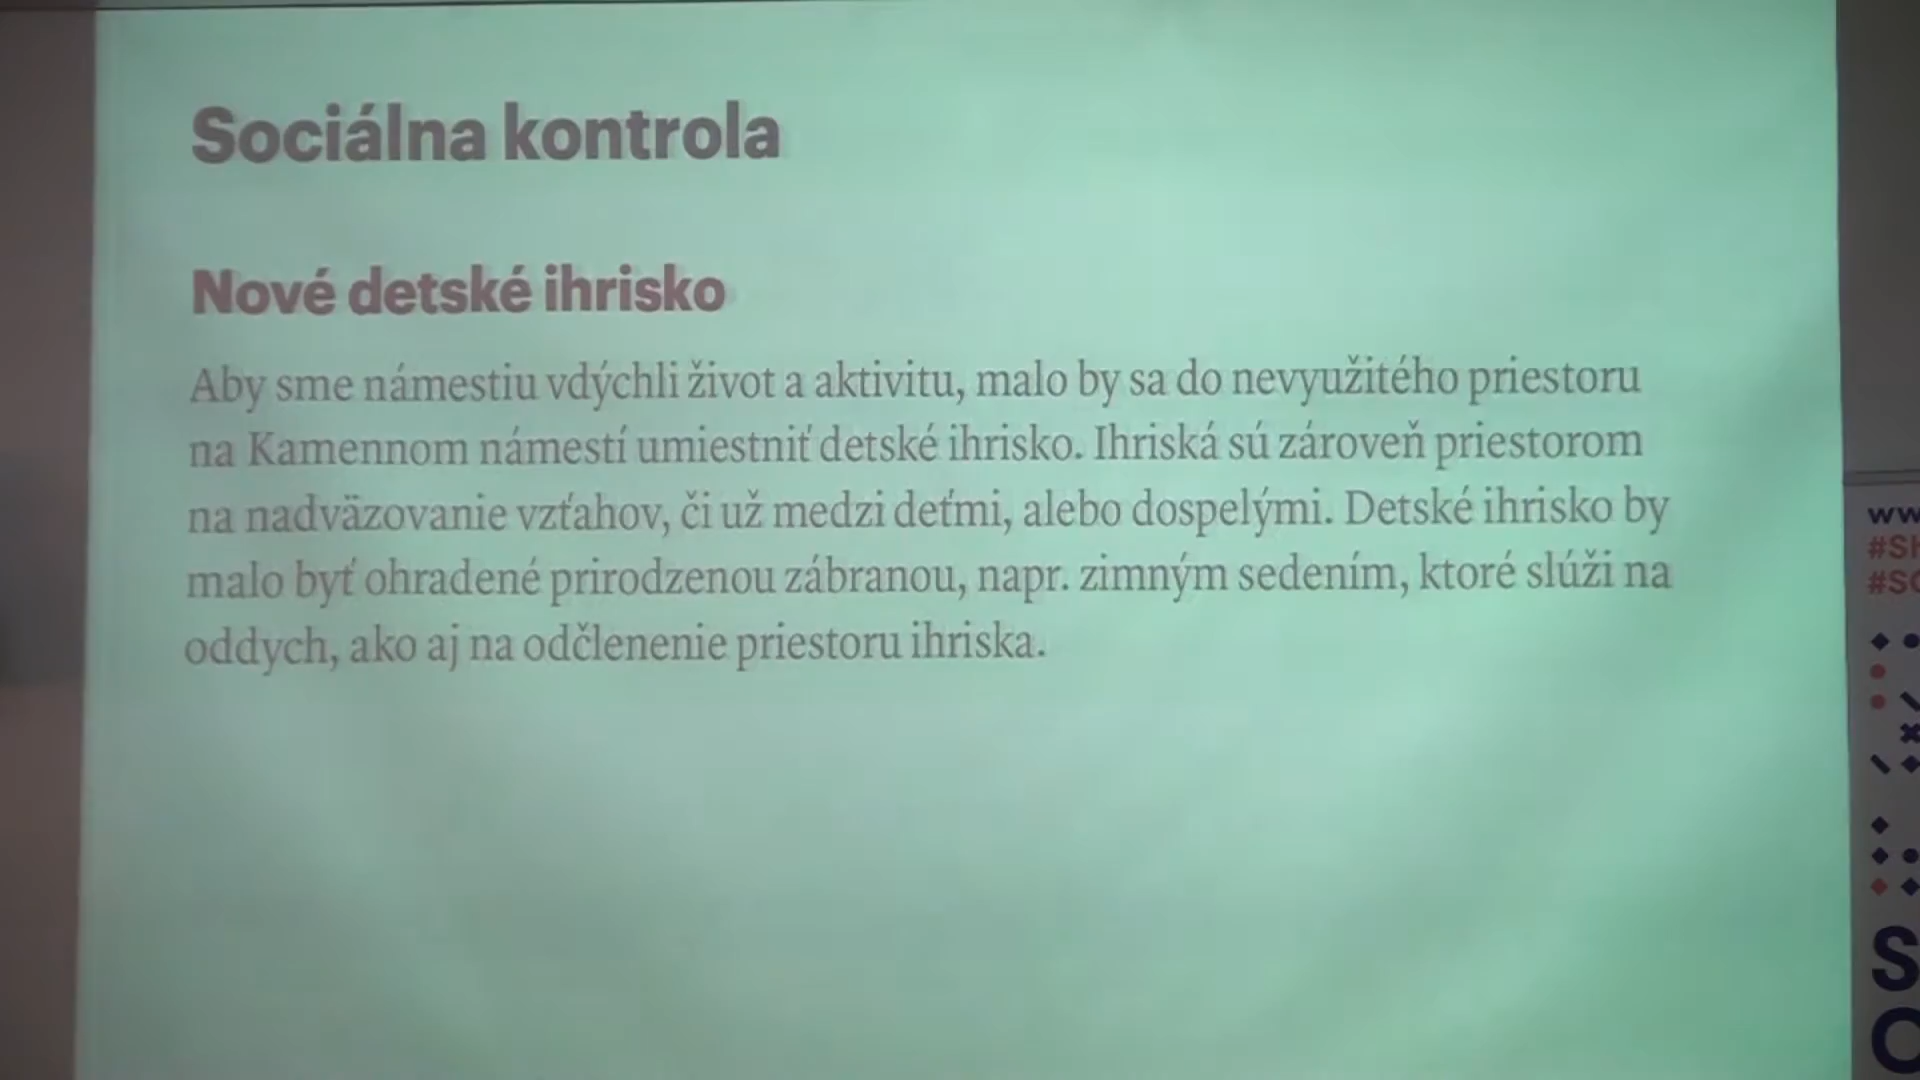 Sociálna kontrola
Nové detské ihrisko
Aby sme námestiu vdýchli život a aktivitu, malo by sa do nevyužitého priestoru
na Kamennom námestí umiestniť detské ihrisko. Ihriská sú zároveň priestorom
na nadväzovanie vzťahov, či už medzi deťmi, alebo dospelými. Detské ihrisko by
malo byť ohradené prirodzenou zábranou, napr. zimným sedením, ktoré slúži na
oddych, ako aj na odčlenenie priestoru ihriska.